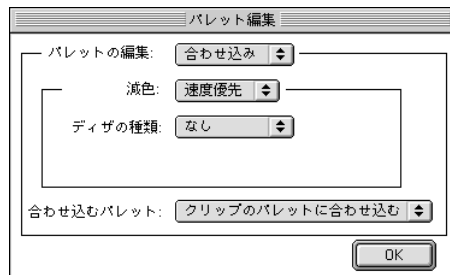 パレット編集
パレットの編集: 合わせ込み
減色: 速度優先
ディザの種類: なし
合わせ込むパレット: クリップのパレットに合わせ込む
OK